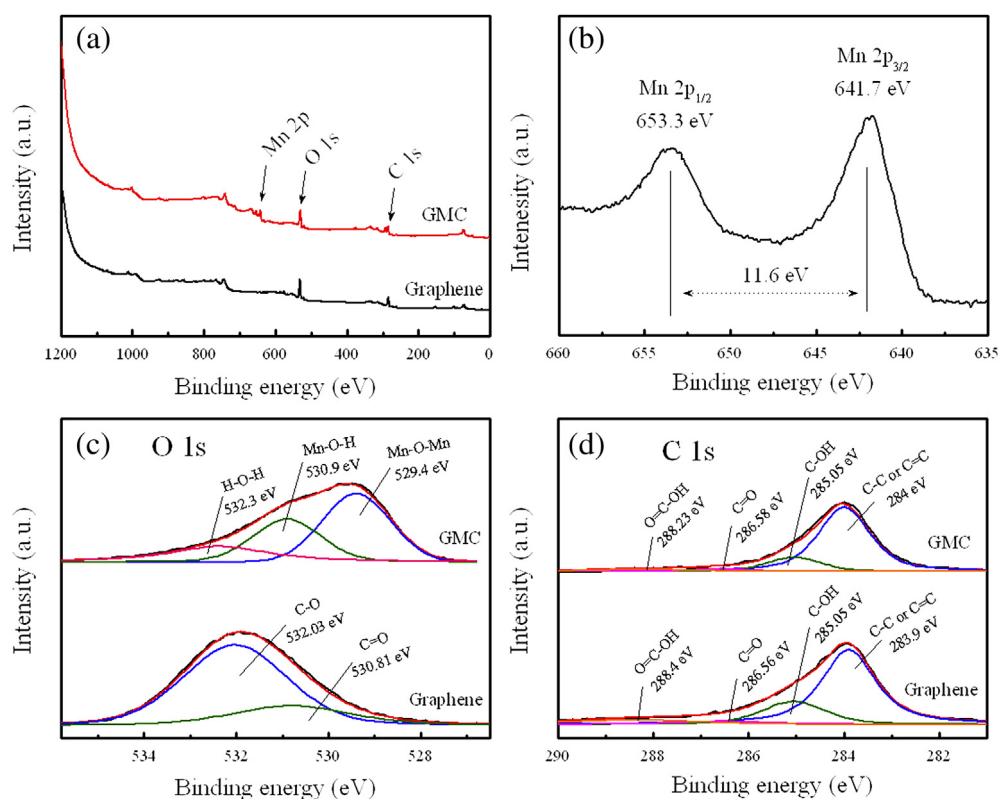 (a)
Mn 2p
O 1s
C 1s
GMC
Graphene
Intensity (a.u.)
1200 1000 800 600 400 200 0
Binding energy (eV)
(b)
Mn 2p1/2
653.3 eV
Mn 2p3/2
641.7 eV
11.6 eV
Intenesity (a.u.)
660 655 650 645 640 635
Binding energy (eV)
(c) O 1s
H-O-H
532.3 eV
Mn-O-H
530.9 eV
Mn-O-Mn
529.4 eV
GMC
C-O
532.03 eV
C=O
530.81 eV
Graphene
Intensity (a.u.)
534 532 530 528
Binding energy (eV)
(d) C 1s
O=C-OH
288.23 eV
C=O
286.58 eV
C-OH
285.05 eV
C-C or C=C
284 eV
GMC
O=C-OH
288.4 eV
C=O
286.56 eV
C-OH
285.05 eV
C-C or C=C
283.9 eV
Graphene
Intensity (a.u.)
290 288 286 284 282
Binding energy (eV)